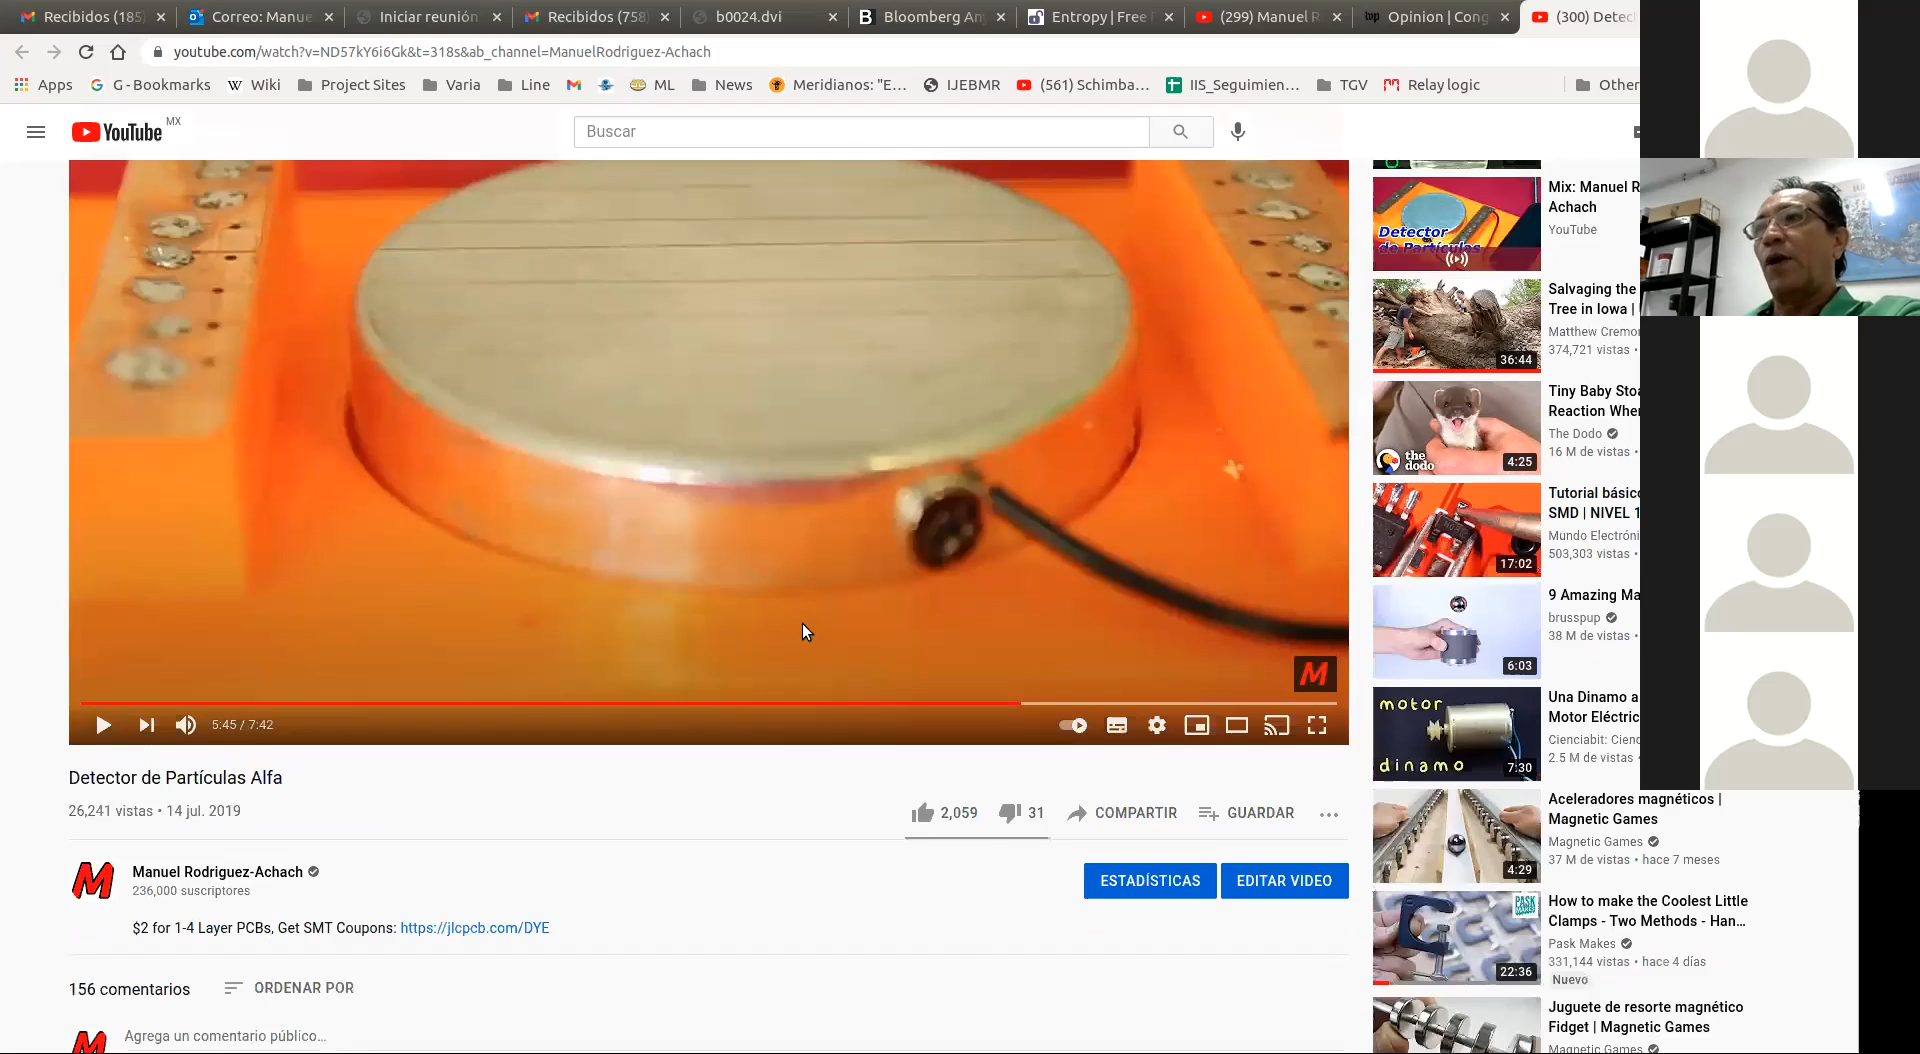 Recibidos (185
Correo: Manue
Iniciar reunión
Recibidos (758
b0024.dvi
Bloomberg An
Entropy | Free
(299) Manuel R
Opinion | Cong
(300) Detec
youtube.com/watch?v=ND57kY6i6Gk&t=318s&ab_channel=ManuelRodriguez-Achach
Apps
G - Bookmarks
Wiki
Project Sites
Varia
Line
ML
News
Meridianos: "E...
IJEBMR
(561) Schimba...
IIS_Seguimien...
TGV
Relay logic
Other
YouTube MX
Buscar
M
5:45 / 7:42
Detector de Partículas Alfa
26,241 vistas • 14 jul. 2019
2,059
31
COMPARTIR
GUARDAR
M
Manuel Rodriguez-Achach
236,000 suscriptores
ESTADÍSTICAS
EDITAR VIDEO
$2 for 1-4 Layer PCBs, Get SMT Coupons: https://jlcpcb.com/DYE
156 comentarios
ORDENAR POR
Agrega un comentario público...
Detector
de Partículas
Mix: Manuel R
Achach
YouTube
36:44
Salvaging the
Tree in Iowa |
Matthew Cremo
374,721 vistas •
the
dodo
4:25
Tiny Baby Stoa
Reaction Whe
The Dodo
16 M de vistas •
17:02
Tutorial básico
SMD | NIVEL 1
Mundo Electróni
503,303 vistas •
6:03
9 Amazing Ma
brusspup
38 M de vistas •
motor
dinamo
7:30
Una Dinamo a
Motor Eléctric
Cienciabit: Cienc
2.5 M de vistas •
4:29
Aceleradores magnéticos |
Magnetic Games
Magnetic Games
37 M de vistas • hace 7 meses
PASK
MAKES
22:36
How to make the Coolest Little
Clamps - Two Methods - Han...
Pask Makes
331,144 vistas • hace 4 días
Nuevo
Juguete de resorte magnético
Fidget | Magnetic Games
Magnetic Games